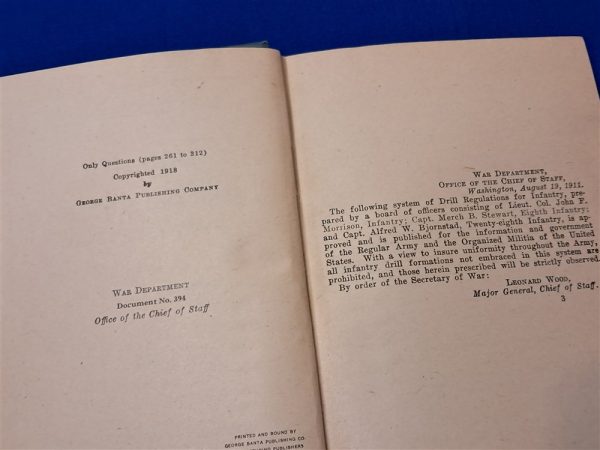 Only Questions (pages 261 to 312)
Copyrighted 1918
by
GEORGE BANTA PUBLISHING COMPANY
WAR DEPARTMENT
Document No. 394
Office of the Chief of Staff
PRINTED AND BOUND BY
GEORGE BANTA PUBLISHING CO.
PUBLISHERS
WAR DEPARTMENT,
OFFICE OF THE CHIEF OF STAFF,
Washington, August 19, 1911.
The following system of Drill Regulations for Infantry, pre-
pared by a board of officers consisting of Lieut. Col. John F.
Morrison, Infantry; Capt. Merch B. Stewart, Eighth Infantry;
and Capt. Alfred W. Bjornstad, Twenty-eighth Infantry, is ap-
proved and is published for the information and government
of the Regular Army and the Organized Militia of the United
States. With a view to insure uniformity throughout the Army,
all infantry drill formations not embraced in this system are
prohibited, and those herein prescribed will be strictly observed.
By order of the Secretary of War:
LEONARD WOOD,
Major General, Chief of Staff.
3